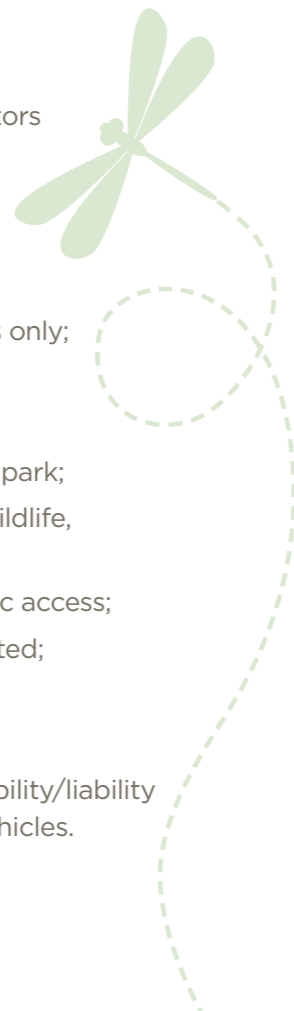 tors
only;
park;
ildlife,
c access;
ted;
bility/liability
hicles.